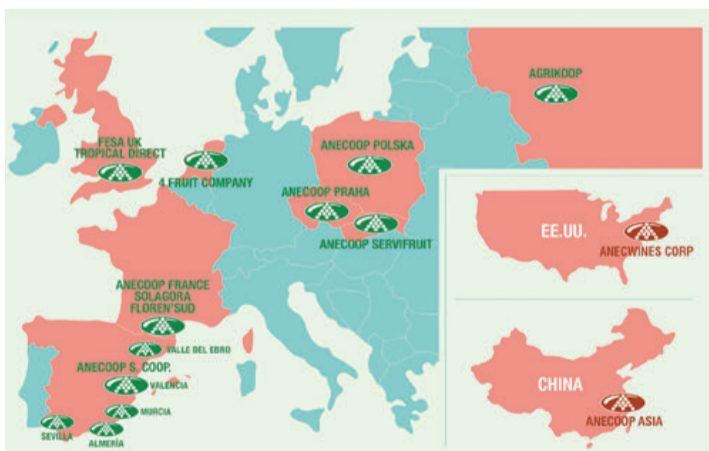 AGRIKOOP
FESA UK
TROPICAL DIRECT
4 FRUIT COMPANY
ANECOOP POLSKA
ANECOOP PRAHA
ANECOOP SERVIFRUIT
EE.UU.
ANECWINES CORP
ANECOOP FRANCE
SOLAGORA
FLOREN'SUD
VALLE DEL EBRO
ANECOOP S. COOP.
VALENCIA
MURCIA
SEVILLA
ALMERÍA
CHINA
ANECOOP ASIA